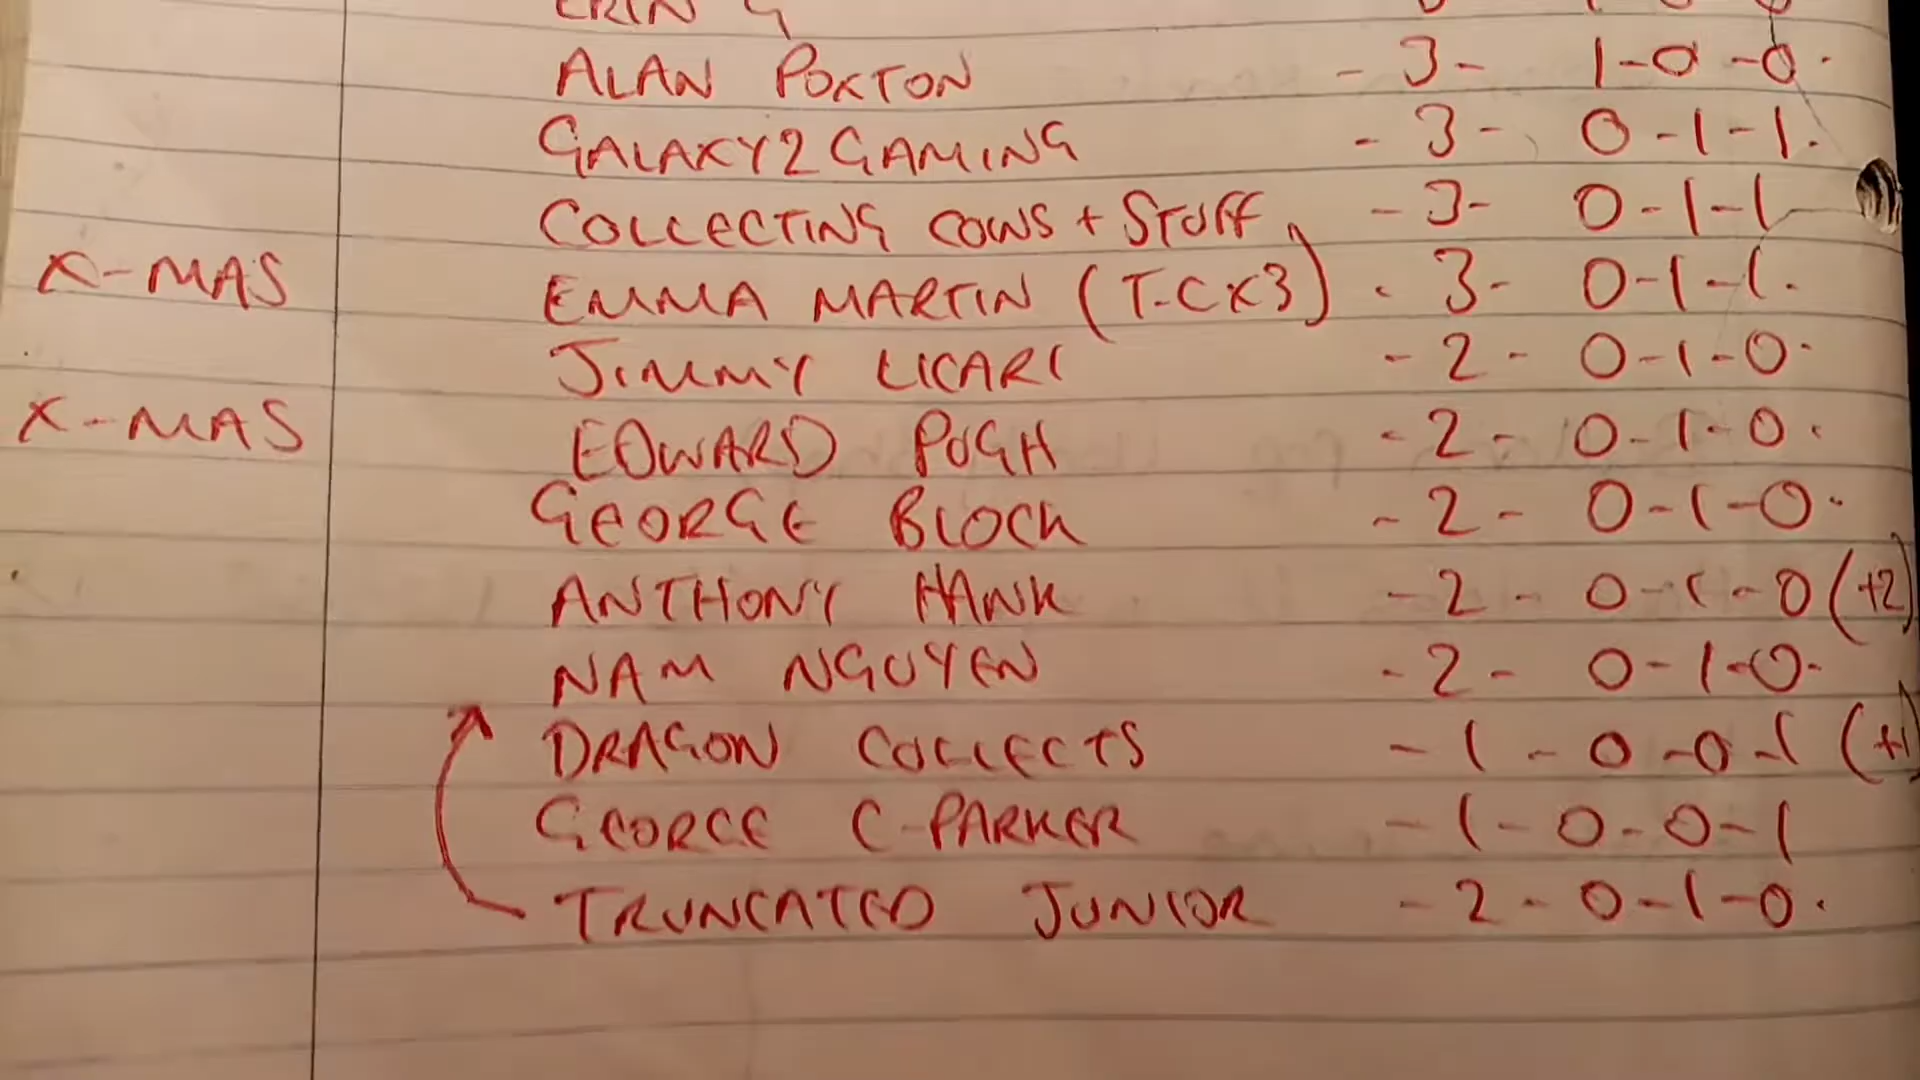 ERIN G
ALAN POXTON - 3 - 1-0-0.
GALAXY2GAMING - 3 - 0-1-1.
COLLECTING COWS + STUFF - 3 - 0-1-1
X-MAS EMMA MARTIN (T-CX3) - 3 - 0-1-1.
JIMMY LICARI - 2 - 0-1-0.
X-MAS EDWARD PUGH - 2 - 0-1-0.
GEORGE BLOCK - 2 - 0-1-0.
ANTHONY HAWK - 2 - 0-1-0 (+2)
NAM NGUYEN - 2 - 0-1-0.
DRAGON COLLECTS - 1 - 0-0-1 (+1)
GEORGE C-PARKER - 1 - 0-0-1
TRUNCATED JUNIOR - 2 - 0-1-0.